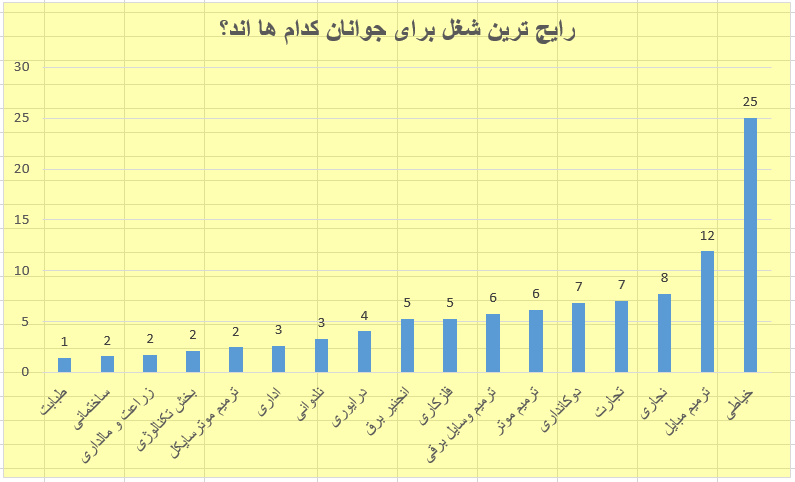 رایج ترین شغل برای جوانان کدام ها اند؟
30
25
20
15
10
5
0
1
2
2
2
2
3
3
4
5
5
6
6
7
7
8
12
25
طبابت
ساختمانی
زراعت و مالداری
بخش تکنالوژی
ترمیم موترسایکل
اداری
نلدوانی
درایوری
انجنیر برق
فلزکاری
ترمیم وسایل برقی
ترمیم موتر
دوکانداری
تجارت
نجاری
ترمیم مبایل
خیاطی